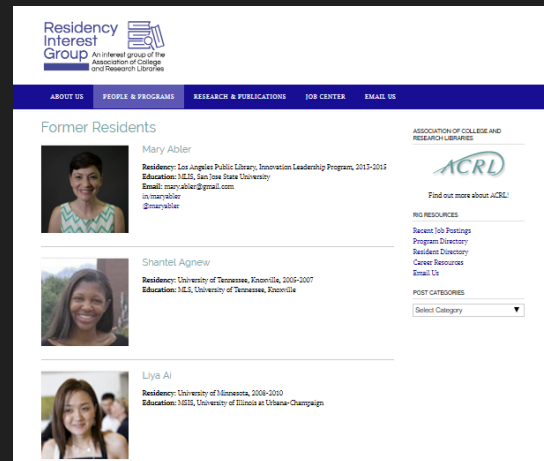 Residency
Interest
Group An interest group of the
Association of College
and Research Libraries
ABOUT US PEOPLE & PROGRAMS RESEARCH & PUBLICATIONS JOB CENTER EMAIL US
Former Residents
Mary Abler
Residency: Los Angeles Public Library, Innovation Leadership Program, 2013-2015
Education: MLIS, San Jose State University
Email: mary.abler@gmail.com
in/maryabler
@maryabler
Shantel Agnew
Residency: University of Tennessee, Knoxville, 2005-2007
Education: MLS, University of Tennessee, Knoxville
Liya Ai
Residency: University of Minnesota, 2008-2010
Education: MSIS, University of Illinois at Urbana-Champaign
ASSOCIATION OF COLLEGE AND
RESEARCH LIBRARIES
ACRL
Find out more about ACRL!
RIG RESOURCES
Recent Job Postings
Program Directory
Resident Directory
Career Resources
Email Us
POST CATEGORIES
Select Category